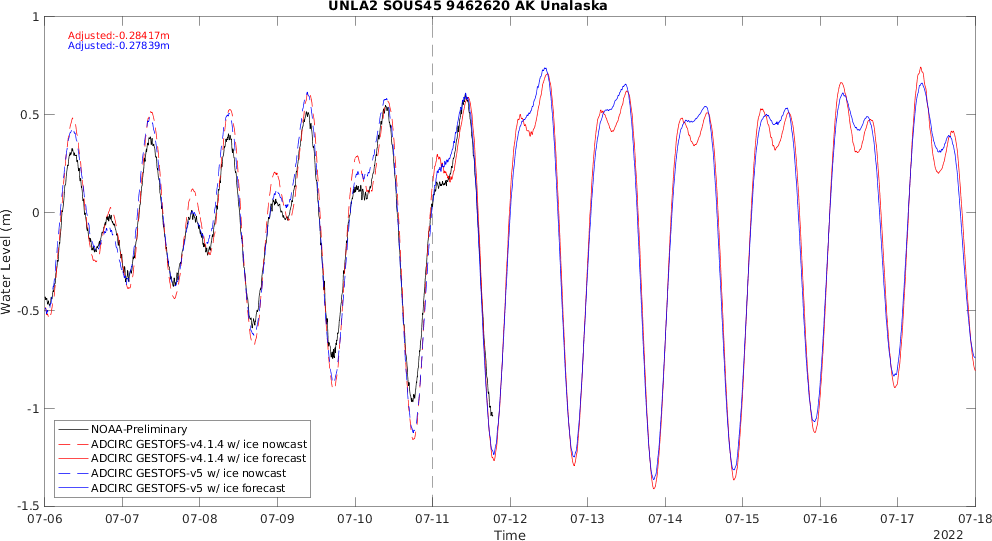 UNLA2 SOUS45 9462620 AK Unalaska
Adjusted:-0.28417m
Adjusted:-0.27839m
1
0.5
0
-0.5
-1
-1.5
Water Level (m)
NOAA-Preliminary
ADCIRC GESTOFS-v4.1.4 w/ ice nowcast
ADCIRC GESTOFS-v4.1.4 w/ ice forecast
ADCIRC GESTOFS-v5 w/ ice nowcast
ADCIRC GESTOFS-v5 w/ ice forecast
07-06 07-07 07-08 07-09 07-10 07-11 07-12 07-13 07-14 07-15 07-16 07-17 07-18
Time
2022